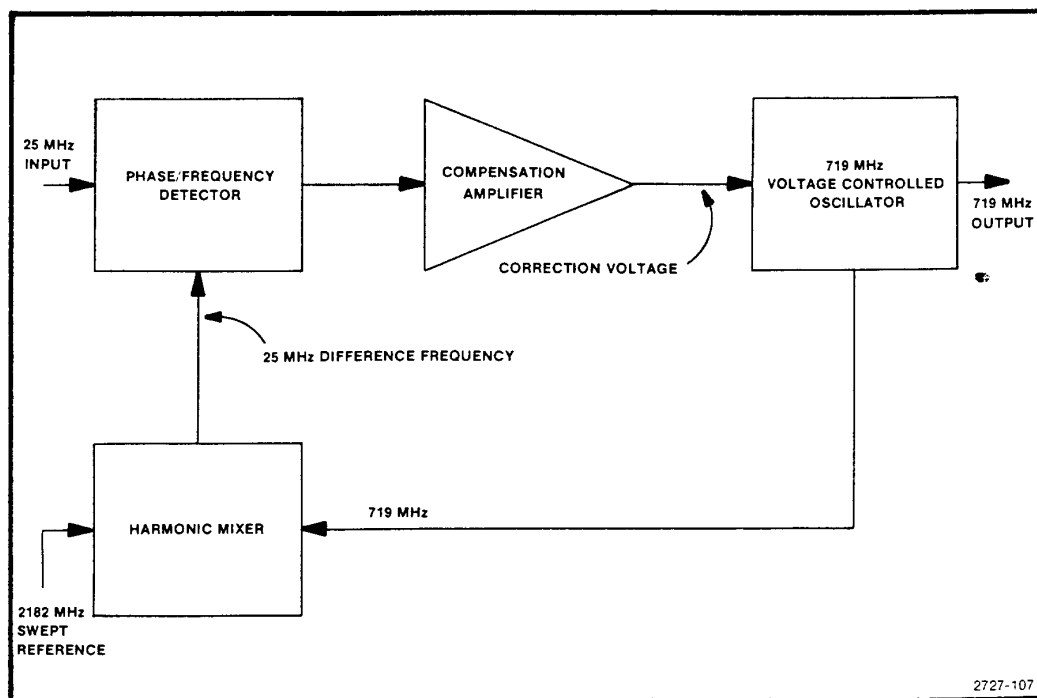 25 MHz
INPUT
PHASE/FREQUENCY
DETECTOR
COMPENSATION
AMPLIFIER
719 MHz
VOLTAGE CONTROLLED
OSCILLATOR
719 MHz
OUTPUT
CORRECTION VOLTAGE
25 MHz DIFFERENCE FREQUENCY
HARMONIC MIXER
719 MHz
2182 MHz
SWEPT
REFERENCE
2727-107